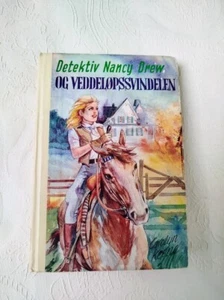 Detektiv Nancy Drew
OG VEDDELØPSSVINDELEN